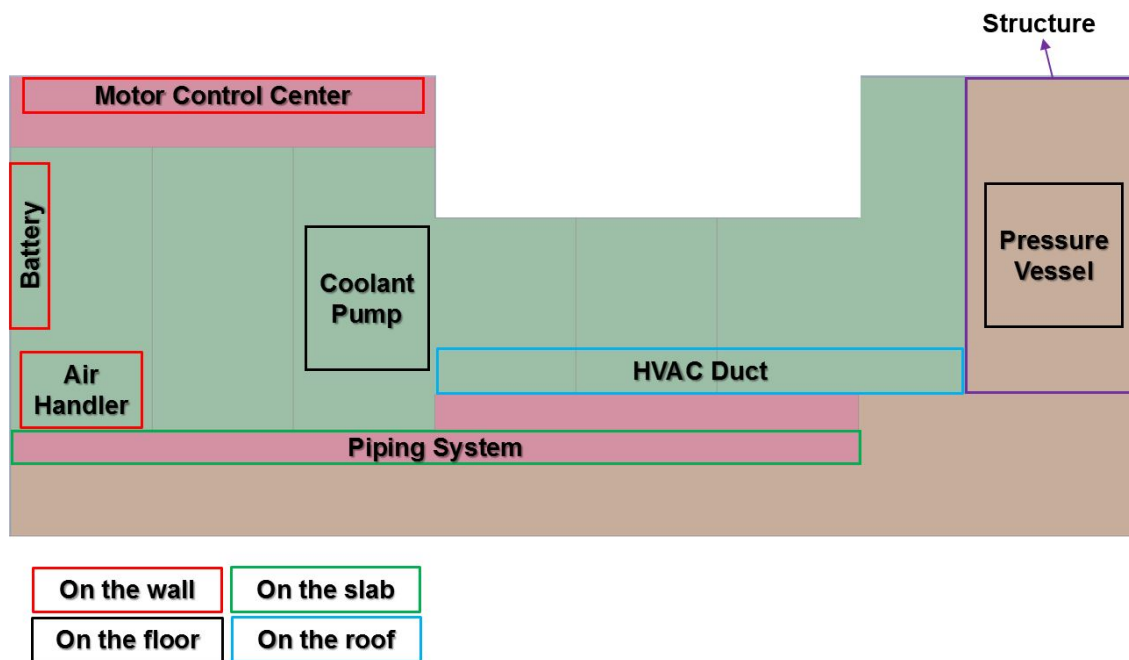 Structure
Motor Control Center
Battery
Coolant
Pump
Pressure
Vessel
Air
Handler
HVAC Duct
Piping System
On the wall
On the slab
On the floor
On the roof